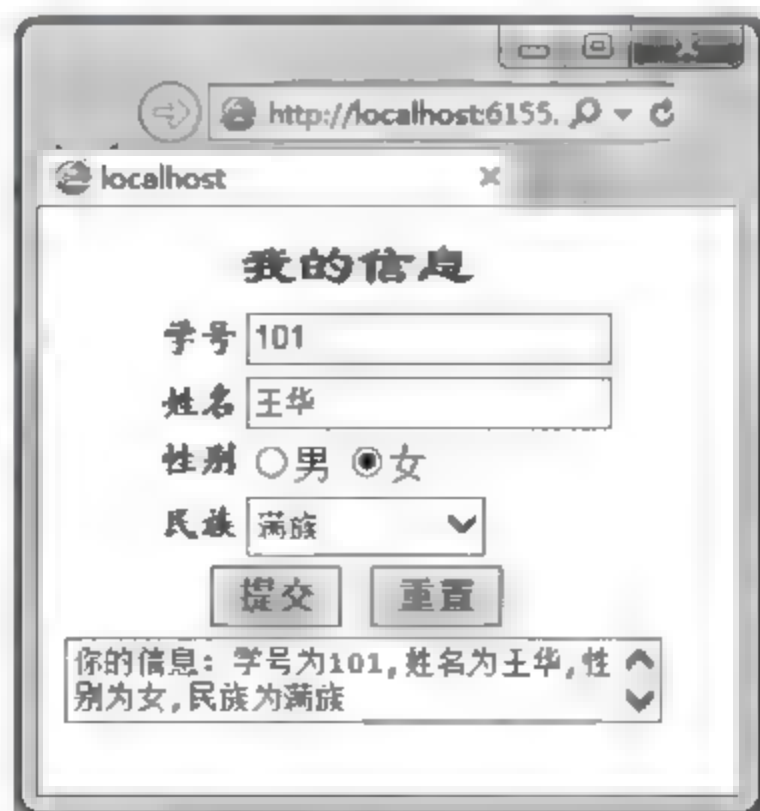 http://localhost:6155.
localhost
我的信息
学号 101
姓名 王华
性别 男 女
民族 满族
提交 重置
你的信息：学号为101,姓名为王华,性
别为女,民族为满族